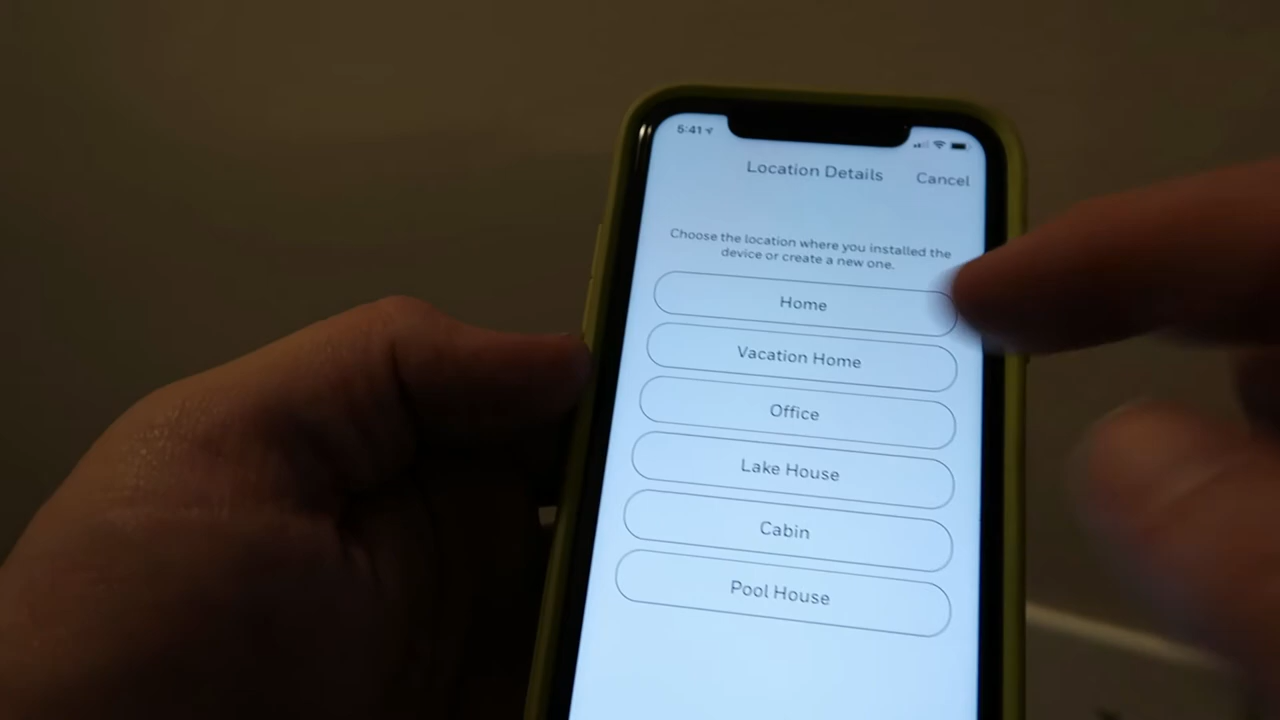 5:41
Location Details
Cancel
Choose the location where you installed the
device or create a new one.
Home
Vacation Home
Office
Lake House
Cabin
Pool House